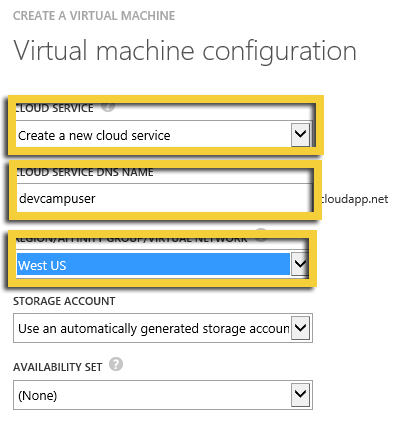 CREATE A VIRTUAL MACHINE
Virtual machine configuration
CLOUD SERVICE ?
Create a new cloud service
CLOUD SERVICE DNS NAME
devcampuser
cloudapp.net
REGION/AFFINITY GROUP/VIRTUAL NETWORK ?
West US
STORAGE ACCOUNT
Use an automatically generated storage accoun
AVAILABILITY SET ?
(None)